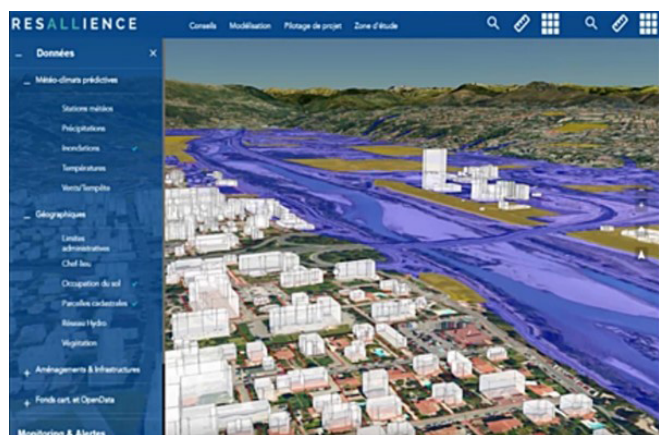 RESALLIENCE
Conseils Modélisation Pilotage de projet Zone d'étude
Données
Météo-climats prédictives
Stations météos
Précipitations
Inondations
Températures
Vents/Tempête
Géographiques
Limites
administratives
Chef-lieu
Occupation du sol
Parcelles cadastrales
Réseau Hydro
Végétation
Aménagements & Infrastructures
Fonds cart. et OpenData
Monitoring & Alertes